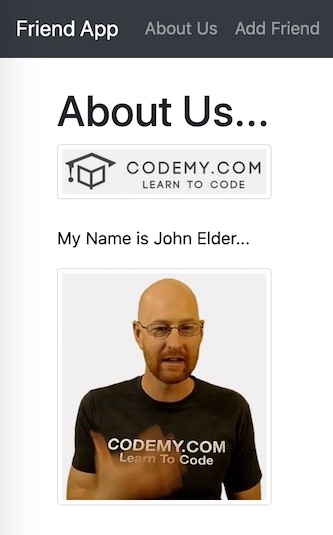 Friend App About Us Add Friend
About Us...
CODEMY.COM
LEARN TO CODE
My Name is John Elder...
CODEMY.COM
Learn To Code